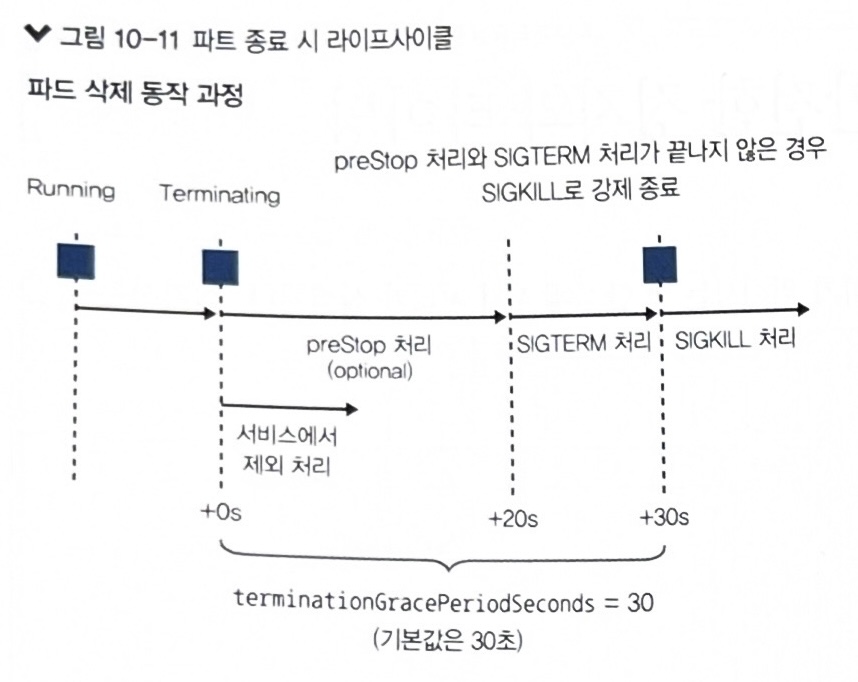 그림 10-11 파트 종료 시 라이프사이클
파드 삭제 동작 과정
preStop 처리와 SIGTERM 처리가 끝나지 않은 경우
SIGKILL로 강제 종료
Running
Terminating
preStop 처리
(optional)
SIGTERM 처리
SIGKILL 처리
서비스에서
제외 처리
+0s
+20s
+30s
terminationGracePeriodSeconds = 30
(기본값은 30초)